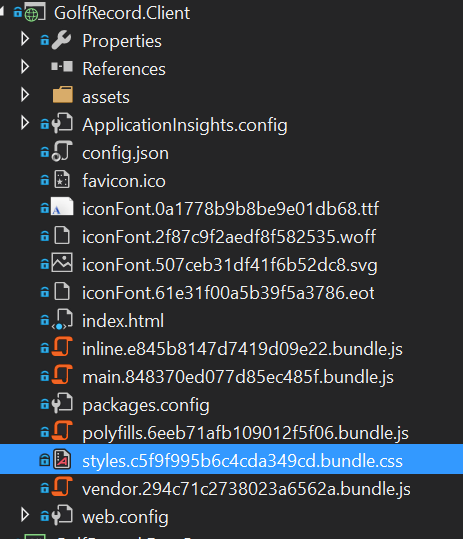 GolfRecord.Client
Properties
References
assets
ApplicationInsights.config
config.json
favicon.ico
iconFont.0a1778b9b8be9e01db68.ttf
iconFont.2f87c9f2aedf8f582535.woff
iconFont.507ceb31df41f6b52dc8.svg
iconFont.61e31f00a5b39f5a3786.eot
index.html
inline.e845b8147d7419d09e22.bundle.js
main.848370ed077d85ec485f.bundle.js
packages.config
polyfills.6eeb71afb109012f5f06.bundle.js
styles.c5f9f995b6c4cda349cd.bundle.css
vendor.294c71c2738023a6562a.bundle.js
web.config